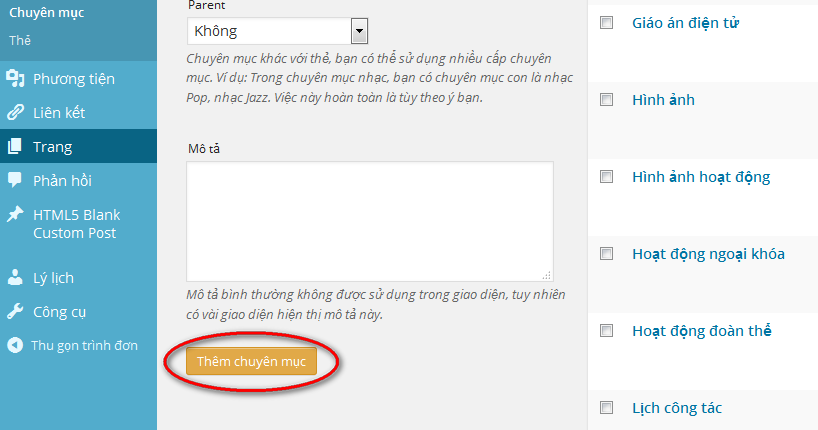 Chuyên mục
Thẻ
Phương tiện
Liên kết
Trang
Phản hồi
HTML5 Blank
Custom Post
Lý lịch
Công cụ
Thu gọn trình đơn
Parent
Không
Chuyên mục khác với thẻ, bạn có thể sử dụng nhiều cấp chuyên
mục. Ví dụ: Trong chuyên mục nhạc, bạn có chuyên mục con là nhạc
Pop, nhạc Jazz. Việc này hoàn toàn là tùy theo ý bạn.
Mô tả
Mô tả bình thường không được sử dụng trong giao diện, tuy nhiên
có vài giao diện hiện thị mô tả này.
Thêm chuyên mục
Giáo án điện tử
Hình ảnh
Hình ảnh hoạt động
Hoạt động ngoại khóa
Hoạt động đoàn thể
Lịch công tác